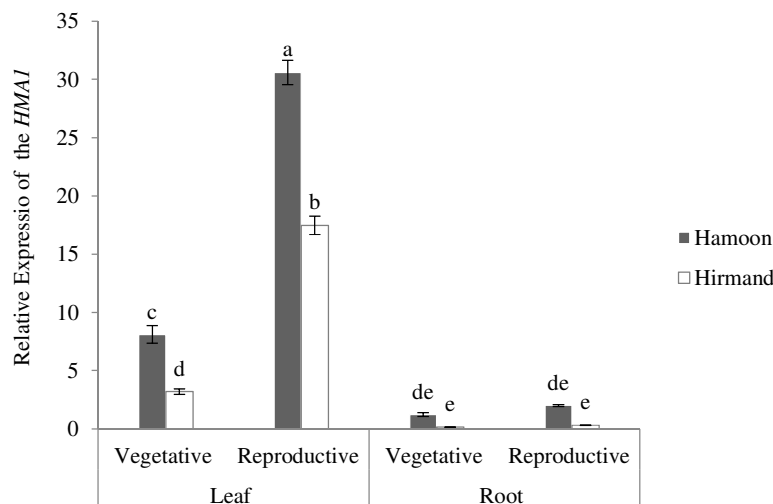 Relative Expressio of the HMA1
35
30
25
20
15
10
5
0
a
b
c
d
de
e
de
e
Vegetative
Reproductive
Vegetative
Reproductive
Leaf
Root
Hamoon
Hirmand